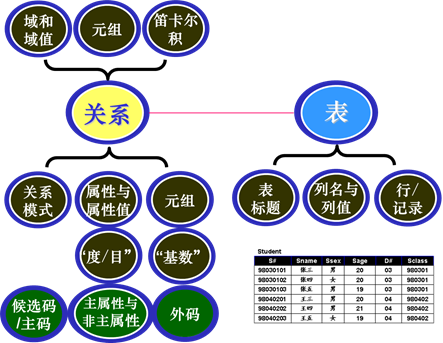 域和
域值
元组
笛卡尔
积
关系
表
关系
模式
属性与
属性值
元组
表
标题
列名与
列值
行/
记录
“度/目”
“基数”
候选码
/主码
主属性与
非主属性
外码
Student
S# Sname Ssex Sage D# Sclass
98030101 张三 男 20 03 980301
98030102 张四 女 20 03 980301
98030103 张五 男 19 03 980301
98040201 王三 男 20 04 980402
98040202 王四 男 21 04 980402
98040203 王五 女 19 04 980402